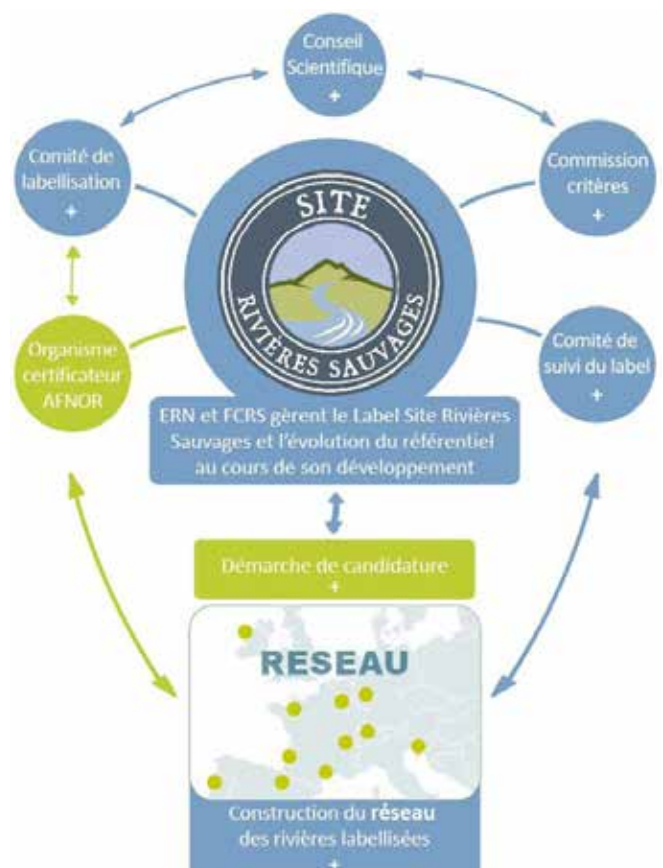 Conseil
Scientifique
+
Comité de
labellisation
+
Commission
critères
+
SITE
RIVIÈRES SAUVAGES
Organisme
certificateur
AFNOR
Comité de
suivi du label
+
ERN et FCRS gèrent le Label Site Rivières
Sauvages et l'évolution du référentiel
au cours de son développement
Démarche de candidature
+
RESEAU
Construction du réseau
des rivières labellisées
+